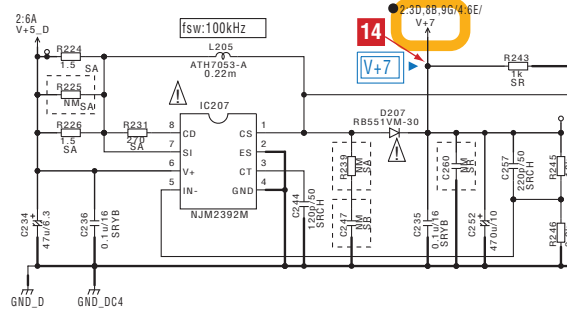 2:6A
V+5_D
fsw:100kHz
2:3D,8B,9G/4:6E/
V+7
14
V+7
R224
1.5
SA
R225
NM
SA
R226
1.5
SA
R231
27p
SA
L205
ATH7053-A
0.22m
IC207
8 CD
7 SI
6 V+
5 IN-
CS 1
ES 2
CT 3
GND 4
NJM2392M
D207
RB551VM-30
R243
1k
SR
R239
NM
SA
C247
NM
SR
C244
120p/50
SRCH
C260
NM
SR
C257
220p/50
SRCH
R245
R246
C234
47u/6.3
C236
0.1u/16
SRYB
C235
0.1u/16
SRYB
C252
470u/10
GND_D
GND_DC4